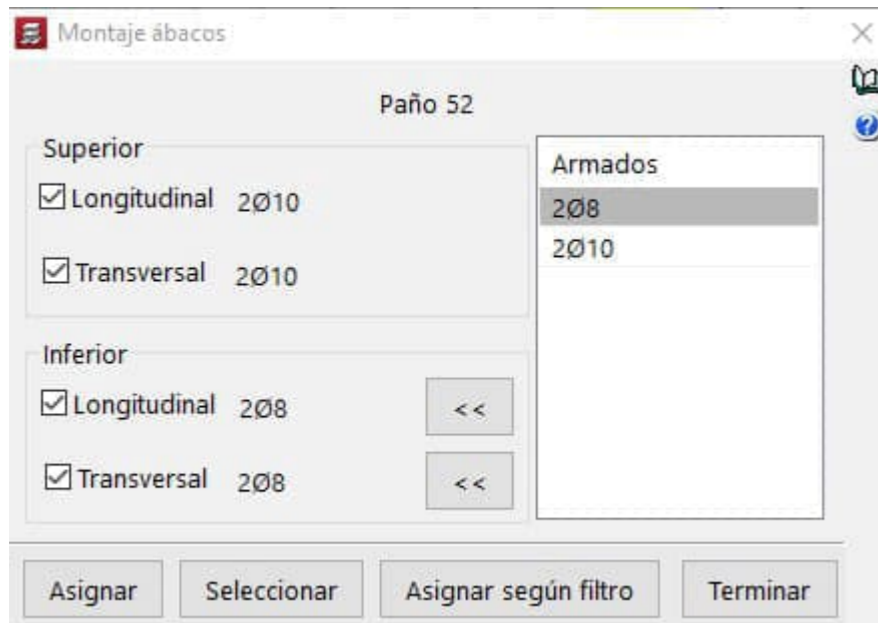 Montaje ábacos
Paño 52
Superior
Longitudinal 2Ø10
Transversal 2Ø10
Inferior
Longitudinal 2Ø8 <<
Transversal 2Ø8 <<
Armados
2Ø8
2Ø10
Asignar Seleccionar Asignar según filtro Terminar